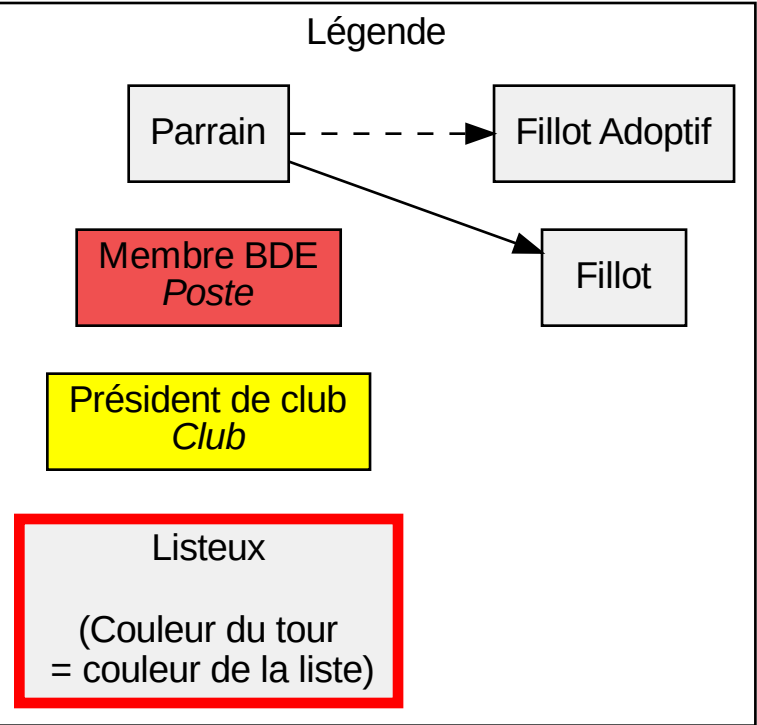 Légende
Parrain
Fillot Adoptif
Membre BDE
Poste
Fillot
Président de club
Club
Listeux
(Couleur du tour
= couleur de la liste)